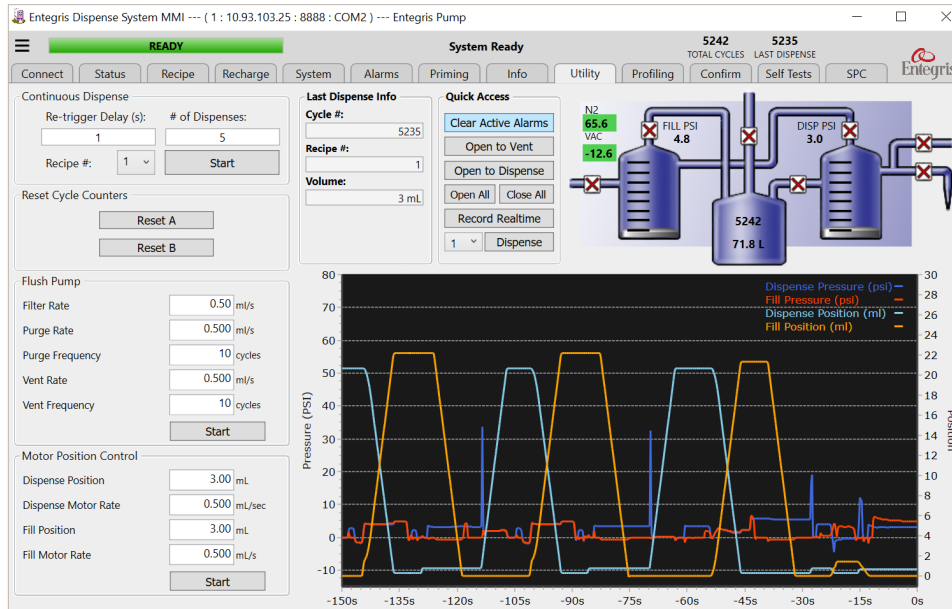 Entegris Dispense System MMI --- ( 1 : 10.93.103.25 : 8888 : COM2 ) --- Entegris Pump
READY
System Ready
5242
TOTAL CYCLES
5235
LAST DISPENSE
Entegris
Connect
Status
Recipe
Recharge
System
Alarms
Priming
Info
Utility
Profiling
Confirm
Self Tests
SPC
Continuous Dispense
Re-trigger Delay (s):
# of Dispenses:
1
5
Recipe #:
1
Start
Reset Cycle Counters
Reset A
Reset B
Flush Pump
Filter Rate 0.50 ml/s
Purge Rate 0.500 ml/s
Purge Frequency 10 cycles
Vent Rate 0.500 ml/s
Vent Frequency 10 cycles
Start
Motor Position Control
Dispense Position 3.00 mL
Dispense Motor Rate 0.500 mL/sec
Fill Position 3.00 mL
Fill Motor Rate 0.500 mL/s
Start
Last Dispense Info
Cycle #:
5235
Recipe #:
1
Volume:
3 mL
Quick Access
Clear Active Alarms
Open to Vent
Open to Dispense
Open All
Close All
Record Realtime
1
Dispense
N2
65.6
VAC
-12.6
FILL PSI
4.8
DISP PSI
3.0
5242
71.8 L
Dispense Pressure (psi)
Fill Pressure (psi)
Dispense Position (ml)
Fill Position (ml)
Pressure (PSI)
80
70
60
50
40
30
20
10
0
-10
30
28
26
24
22
20
18
16
14
12
10
8
6
4
2
0
Position
-150s
-135s
-120s
-105s
-90s
-75s
-60s
-45s
-30s
-15s
0s